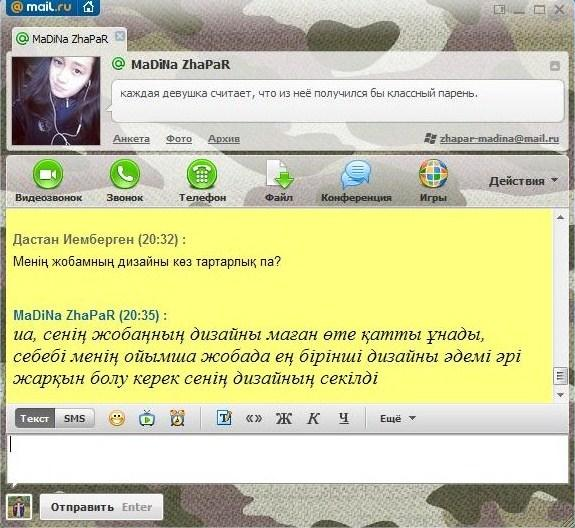 @mail.ru
@ MaDiNa ZhaPaR
@ MaDiNa ZhaPaR
каждая девушка считает, что из неё получился бы классный парень.
Анкета Фото Архив zhapar-madina@mail.ru
Видеозвонок Звонок Телефон Файл Конференция Игры Действия
Дастан Иемберген (20:32) :
Менің жобамның дизайны көз тартарлық па?
MaDiNa ZhaPaR (20:35) :
иа, сенің жобаңның дизайны маған өте қатты ұнады,
себебі менің ойымша жобада ең бірінші дизайны әдемі әрі
жарқын болу керек сенің дизайның секілді
Текст SMS «» Ж К Ч Ещё
Отправить Enter